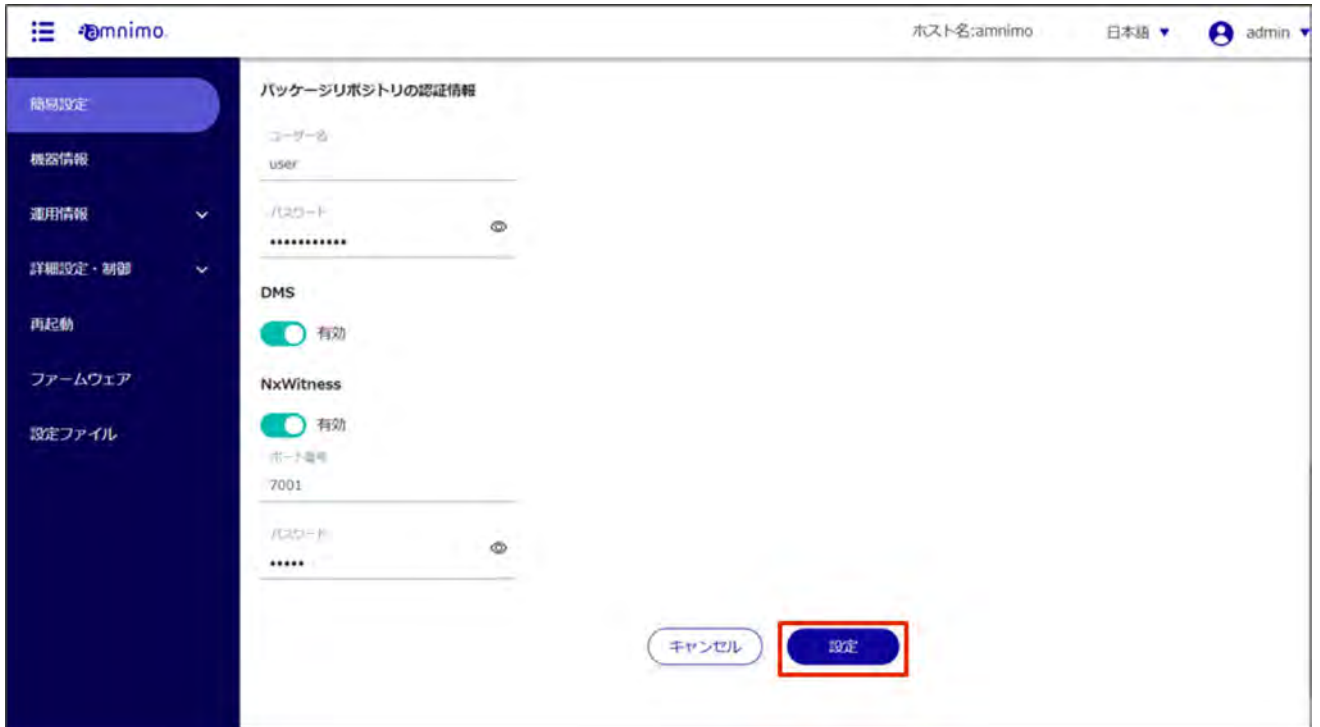 amnimo
ホスト名:amnimo
日本語
admin
簡易設定
機器情報
運用情報
詳細設定・制御
再起動
ファームウェア
設定ファイル
パッケージリポジトリの認証情報
ユーザー名
user
パスワード
•••••••••••
DMS
有効
NxWitness
有効
ポート番号
7001
パスワード
•••••
キャンセル
設定